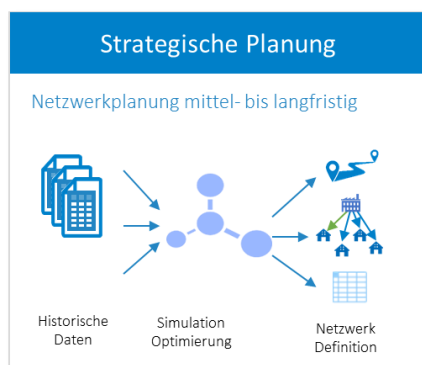 Strategische Planung
Netzwerkplanung mittel- bis langfristig
Historische
Daten
Simulation
Optimierung
Netzwerk
Definition